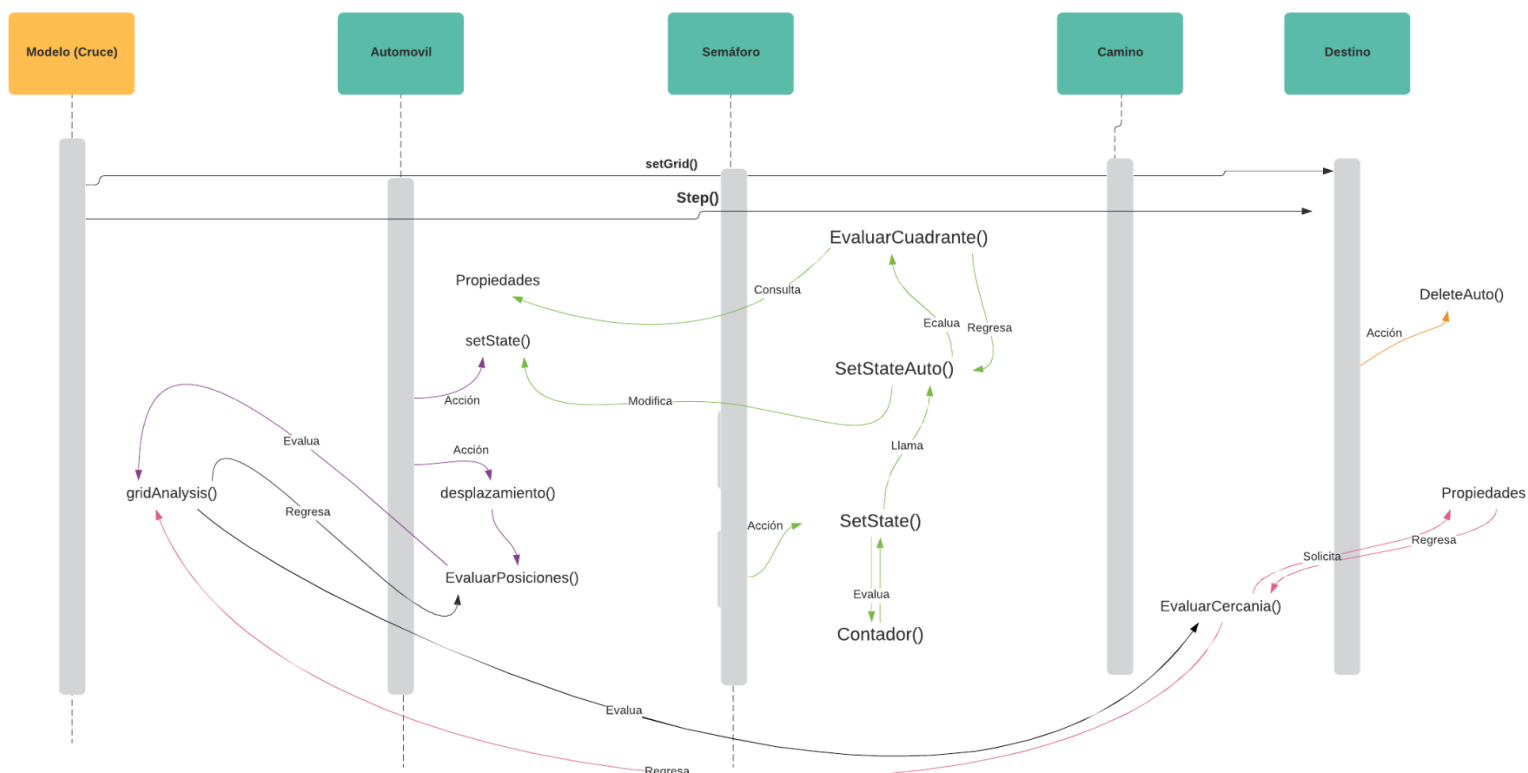 Modelo (Cruce)
Automovil
Semáforo
Camino
Destino
setGrid()
Step()
EvaluarCuadrante()
Propiedades
Consulta
DeleteAuto()
Ecalua
Regresa
Acción
setState()
SetStateAuto()
Acción
Modifica
Evalua
Acción
Llama
gridAnalysis()
desplazamiento()
Propiedades
Regresa
Acción
SetState()
Regresa
Solicita
EvaluarPosiciones()
Evalua
EvaluarCercania()
Contador()
Evalua
Regresa